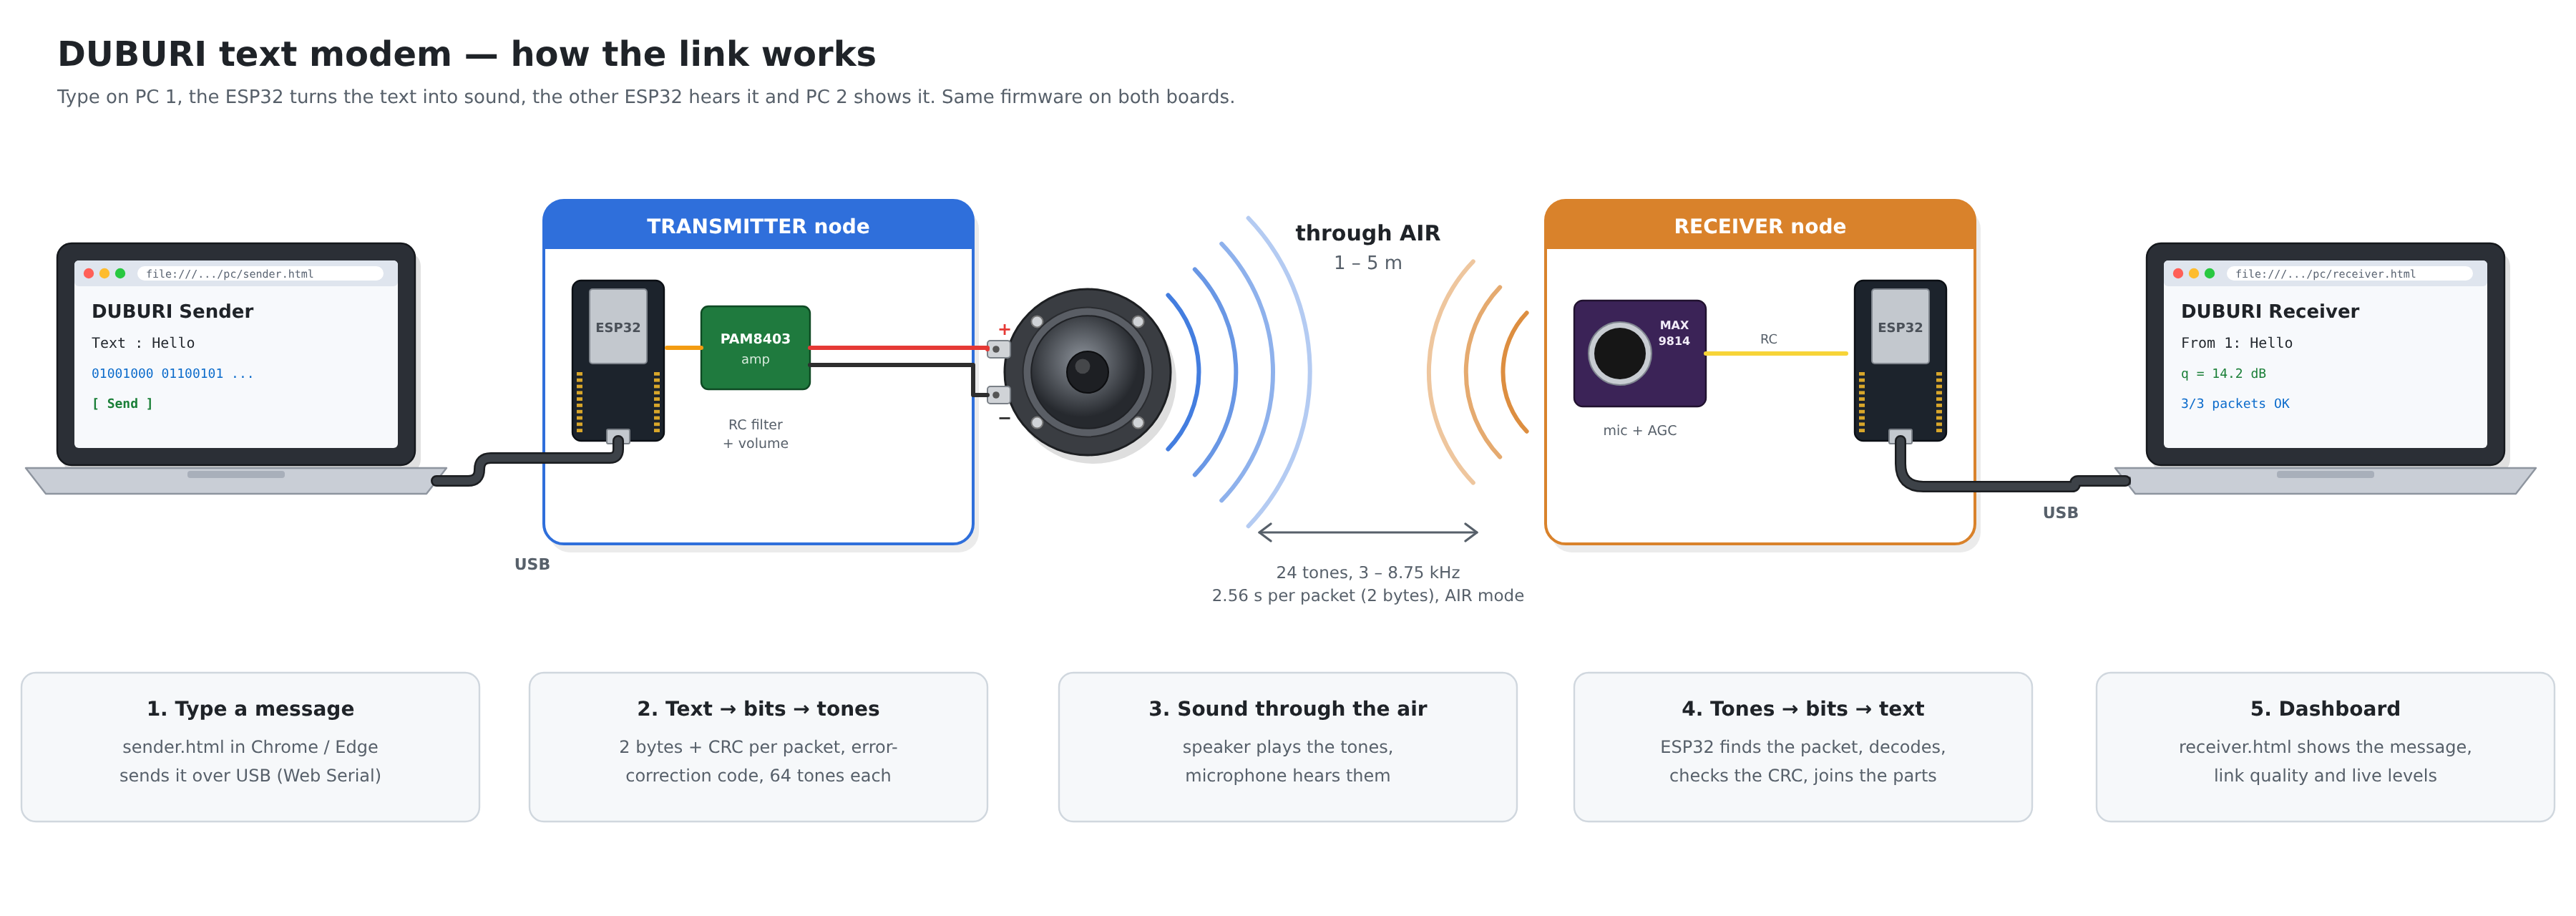 DUBURI text modem — how the link works
Type on PC 1, the ESP32 turns the text into sound, the other ESP32 hears it and PC 2 shows it. Same firmware on both boards.
file:///.../pc/sender.html
DUBURI Sender
Text : Hello
01001000 01100101 ...
[ Send ]
USB
TRANSMITTER node
ESP32
PAM8403
amp
RC filter
+ volume
+
−
through AIR
1 – 5 m
24 tones, 3 – 8.75 kHz
2.56 s per packet (2 bytes), AIR mode
RECEIVER node
MAX
9814
mic + AGC
RC
ESP32
USB
file:///.../pc/receiver.html
DUBURI Receiver
From 1: Hello
q = 14.2 dB
3/3 packets OK
1. Type a message
sender.html in Chrome / Edge
sends it over USB (Web Serial)
2. Text → bits → tones
2 bytes + CRC per packet, error-
correction code, 64 tones each
3. Sound through the air
speaker plays the tones,
microphone hears them
4. Tones → bits → text
ESP32 finds the packet, decodes,
checks the CRC, joins the parts
5. Dashboard
receiver.html shows the message,
link quality and live levels